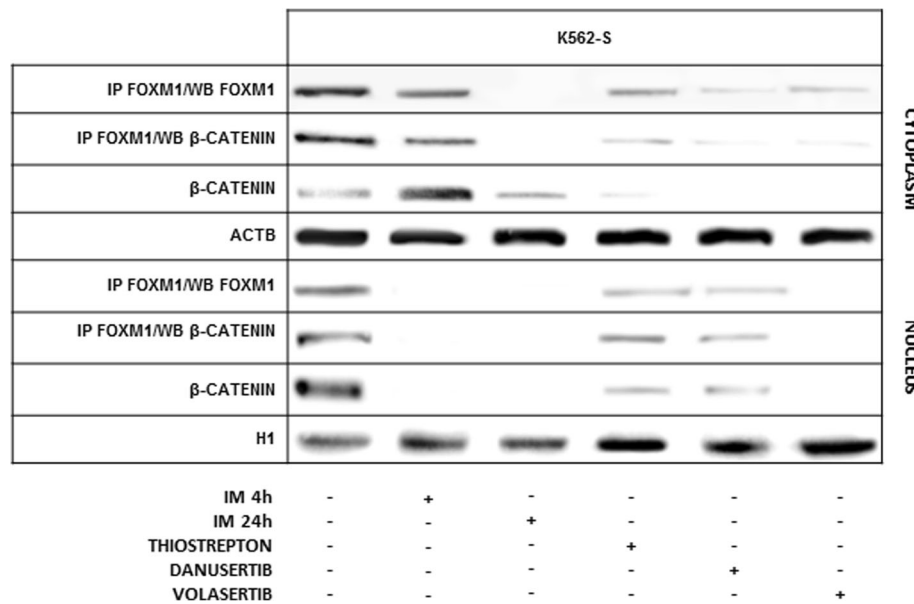 K562-S
IP FOXM1/WB FOXM1
IP FOXM1/WB β-CATENIN
β-CATENIN
ACTB
CYTOPLASM
IP FOXM1/WB FOXM1
IP FOXM1/WB β-CATENIN
β-CATENIN
H1
NUCLEUS
IM 4h - + - - - -
IM 24h - - + - - -
THIOSTREPTON - - - + - -
DANUSERTIB - - - - + -
VOLASERTIB - - - - - +